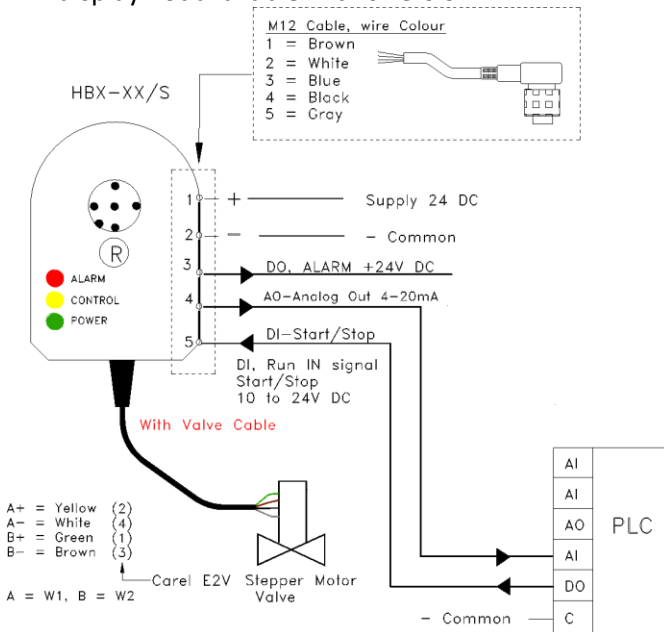 M12 Cable, wire Colour
1 = Brown
2 = White
3 = Blue
4 = Black
5 = Gray
HBX-XX/S
1 + Supply 24 DC
2 - - Common
3 DO, ALARM +24V DC
4 AO-Analog Out 4-20mA
5 DI-Start/Stop
DI, Run IN signal
Start/Stop
10 to 24V DC
R
ALARM
CONTROL
POWER
With Valve Cable
A+ = Yellow (2)
A- = White (4)
B+ = Green (1)
B- = Brown (3)
A = W1, B = W2
Carel E2V Stepper Motor
Valve
AI
AI
AO
AI
DO
- Common C
PLC